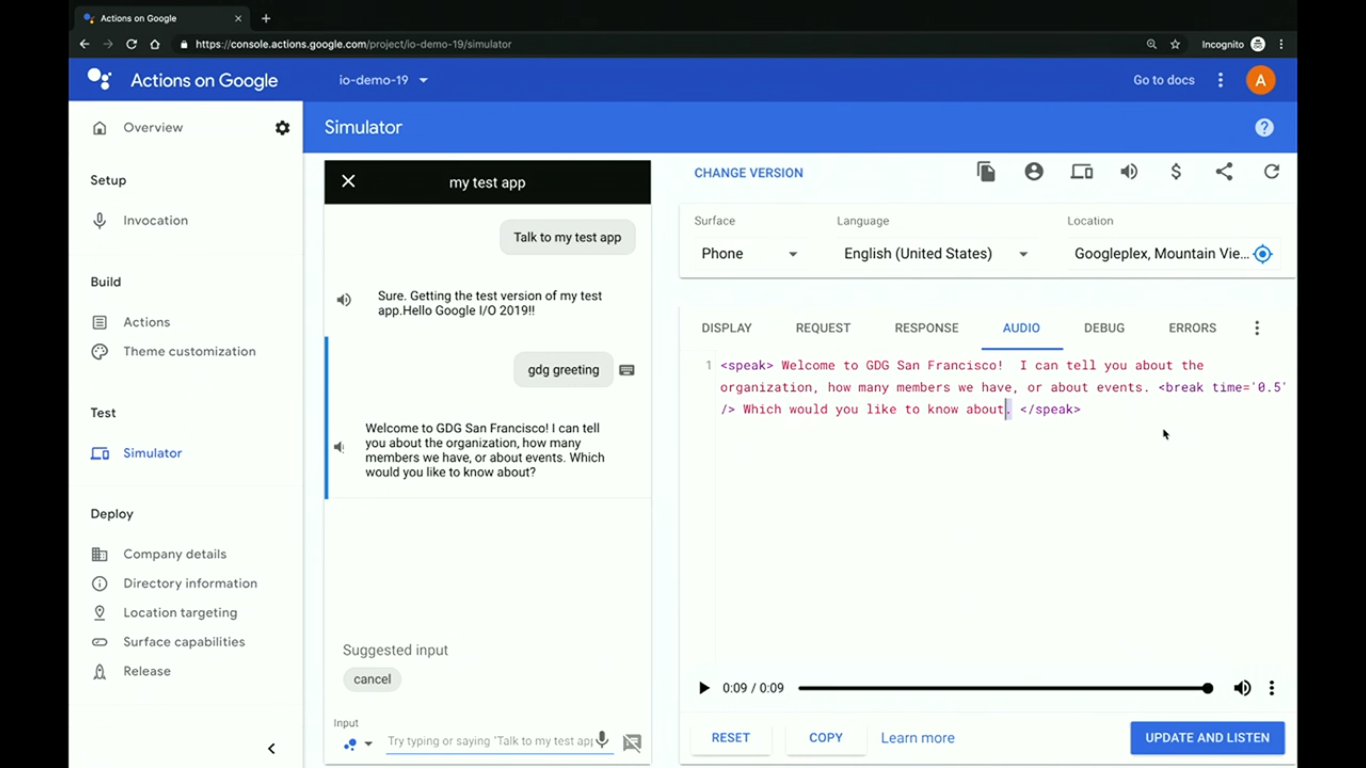 Actions on Google
https://console.actions.google.com/project/io-demo-19/simulator
Incognito
Actions on Google
io-demo-19
Go to docs
A
Overview
Setup
Invocation
Build
Actions
Theme customization
Test
Simulator
Deploy
Company details
Directory information
Location targeting
Surface capabilities
Release
Simulator
my test app
Talk to my test app
Sure. Getting the test version of my test
app.Hello Google I/O 2019!!
gdg greeting
Welcome to GDG San Francisco! I can tell
you about the organization, how many
members we have, or about events. Which
would you like to know about?
Suggested input
cancel
Input
Try typing or saying "Talk to my test app
CHANGE VERSION
Surface
Language
Location
Phone
English (United States)
Googleplex, Mountain Vie...
DISPLAY
REQUEST
RESPONSE
AUDIO
DEBUG
ERRORS
1
<speak> Welcome to GDG San Francisco!  I can tell you about the
organization, how many members we have, or about events. <break time='0.5'
/> Which would you like to know about. </speak>
0:09 / 0:09
RESET
COPY
Learn more
UPDATE AND LISTEN